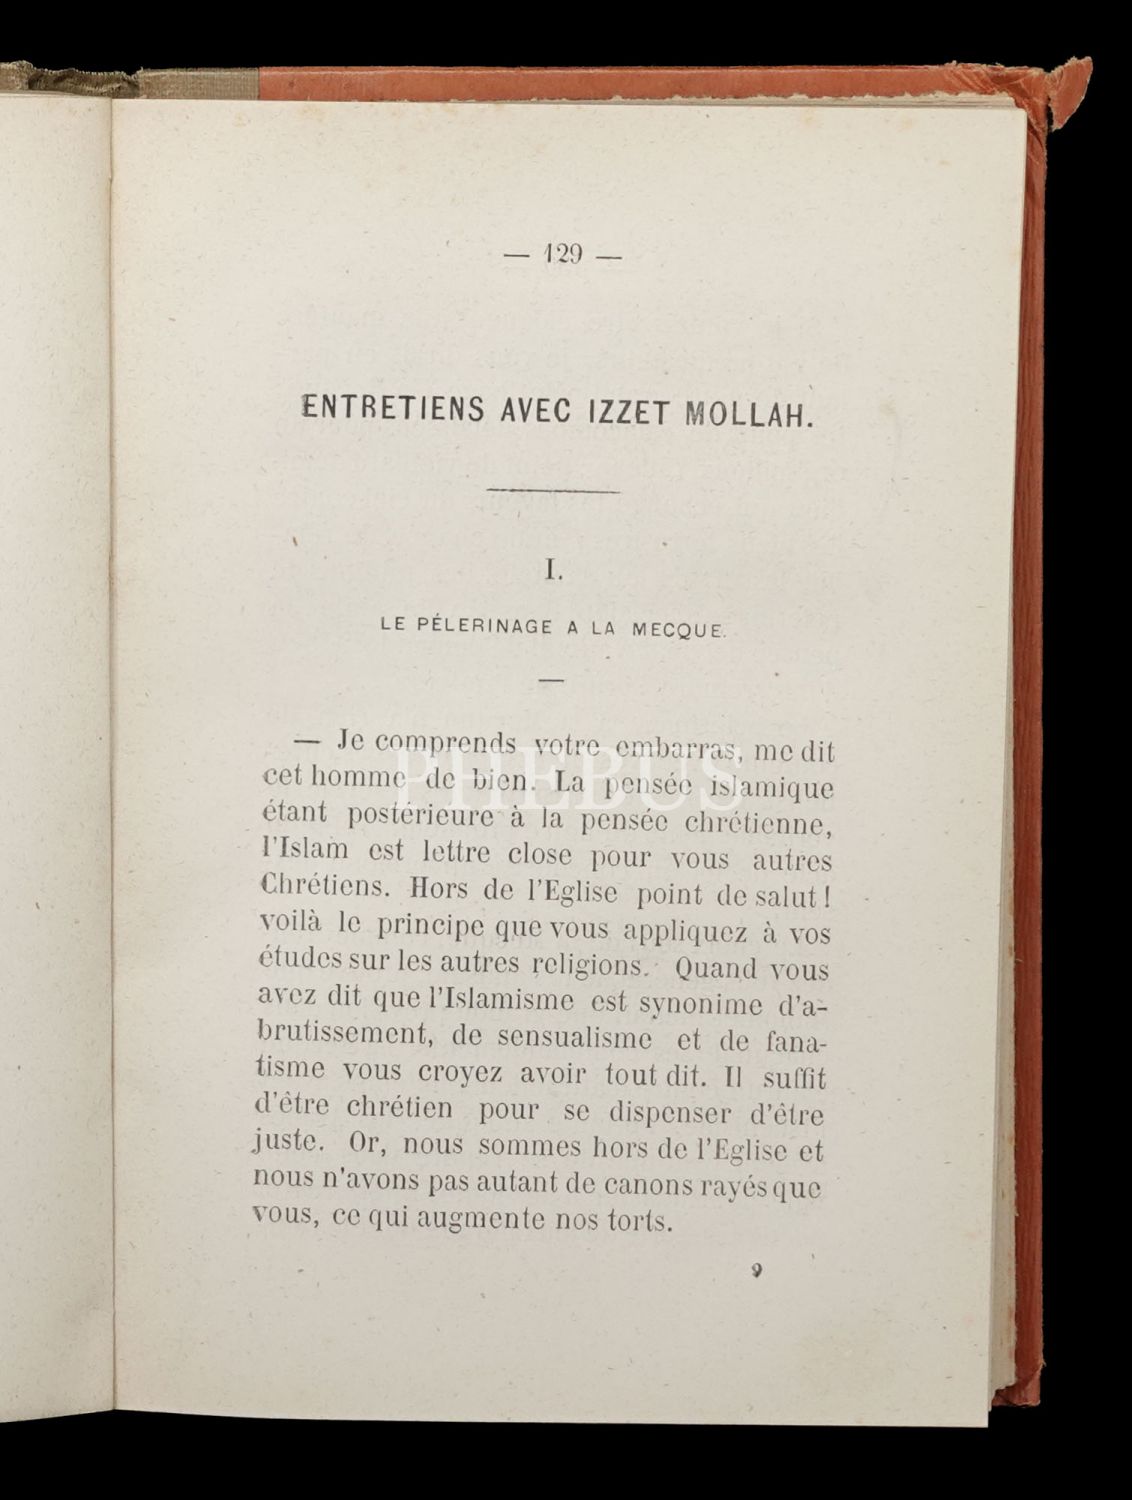 — 129 —
ENTRETIENS AVEC IZZET MOLLAH.
I.
LE PÉLERINAGE A LA MECQUE.
— Je comprends votre embarras, me dit
cet homme de bien. La pensée islamique
étant postérieure à la pensée chrétienne,
l'Islam est lettre close pour vous autres
Chrétiens. Hors de l'Eglise point de salut !
voilà le principe que vous appliquez à vos
études sur les autres religions. Quand vous
avez dit que l'Islamisme est synonime d'a-
brutissement, de sensualisme et de fana-
tisme vous croyez avoir tout dit. Il suffit
d'être chrétien pour se dispenser d'être
juste. Or, nous sommes hors de l'Eglise et
nous n'avons pas autant de canons rayés que
vous, ce qui augmente nos torts.
9
PHEBUS